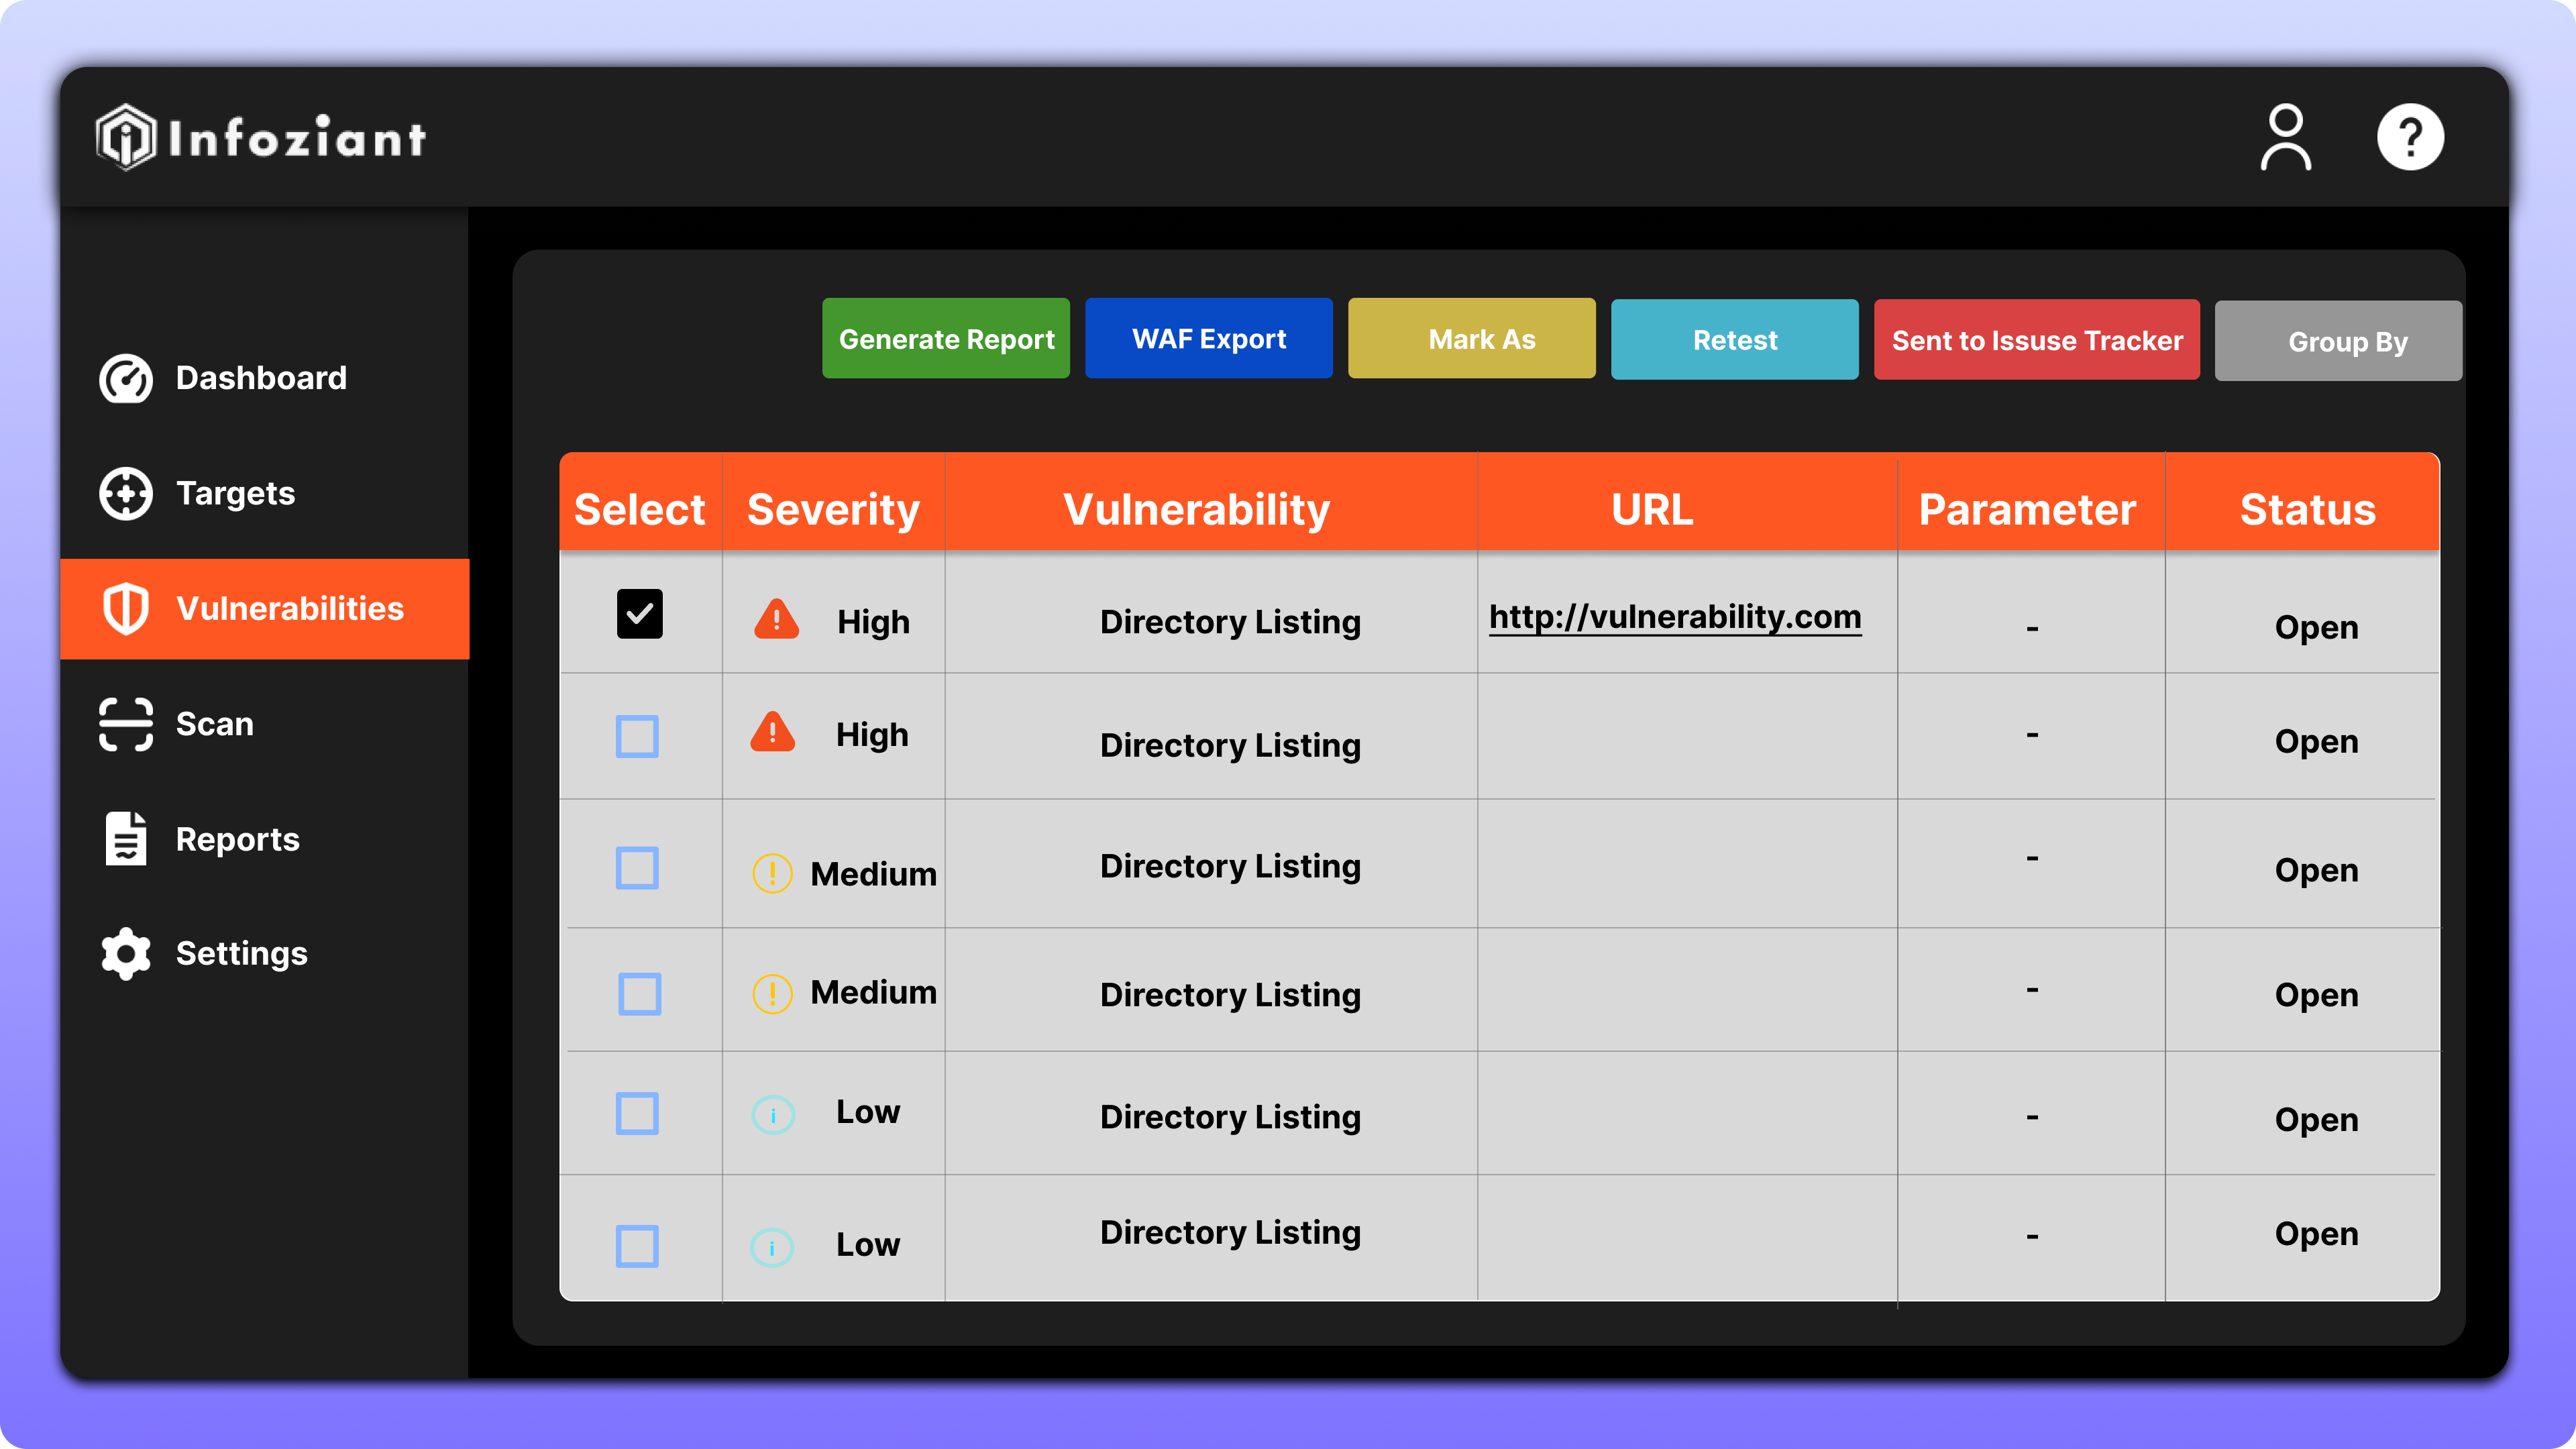 Infoziant
?
Dashboard
Targets
Vulnerabilities
Scan
Reports
Settings
Generate Report
WAF Export
Mark As
Retest
Sent to Issuse Tracker
Group By
Select Severity Vulnerability URL Parameter Status
High Directory Listing http://vulnerability.com - Open
High Directory Listing - Open
Medium Directory Listing - Open
Medium Directory Listing - Open
Low Directory Listing - Open
Low Directory Listing - Open